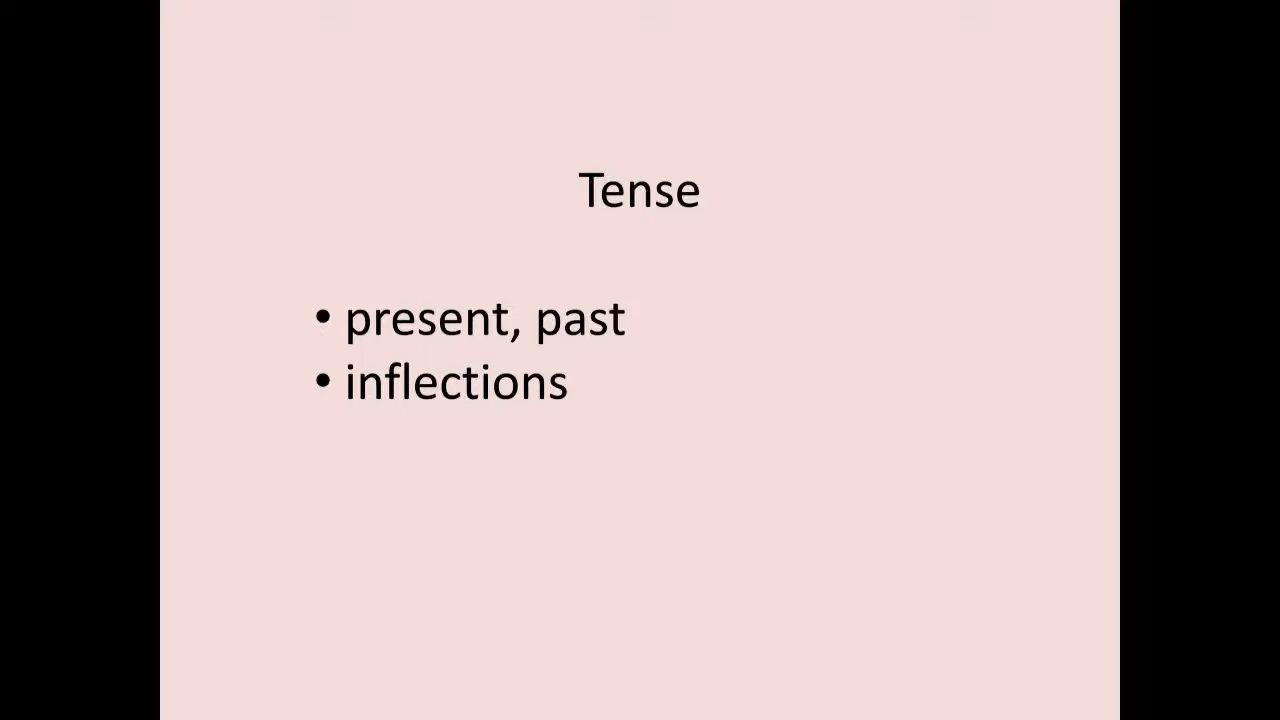 Tense
• present, past
• inflections